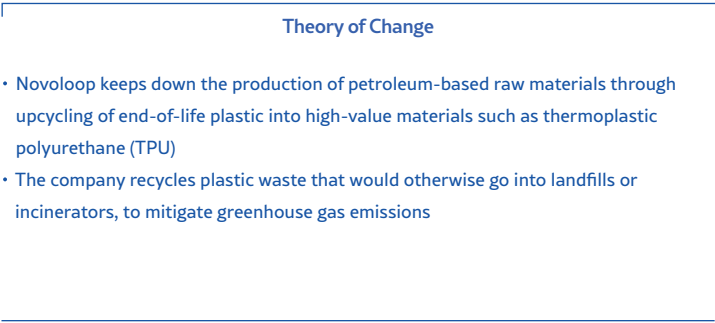 Theory of Change
• Novoloop keeps down the production of petroleum-based raw materials through
upcycling of end-of-life plastic into high-value materials such as thermoplastic
polyurethane (TPU)
• The company recycles plastic waste that would otherwise go into landfills or
incinerators, to mitigate greenhouse gas emissions